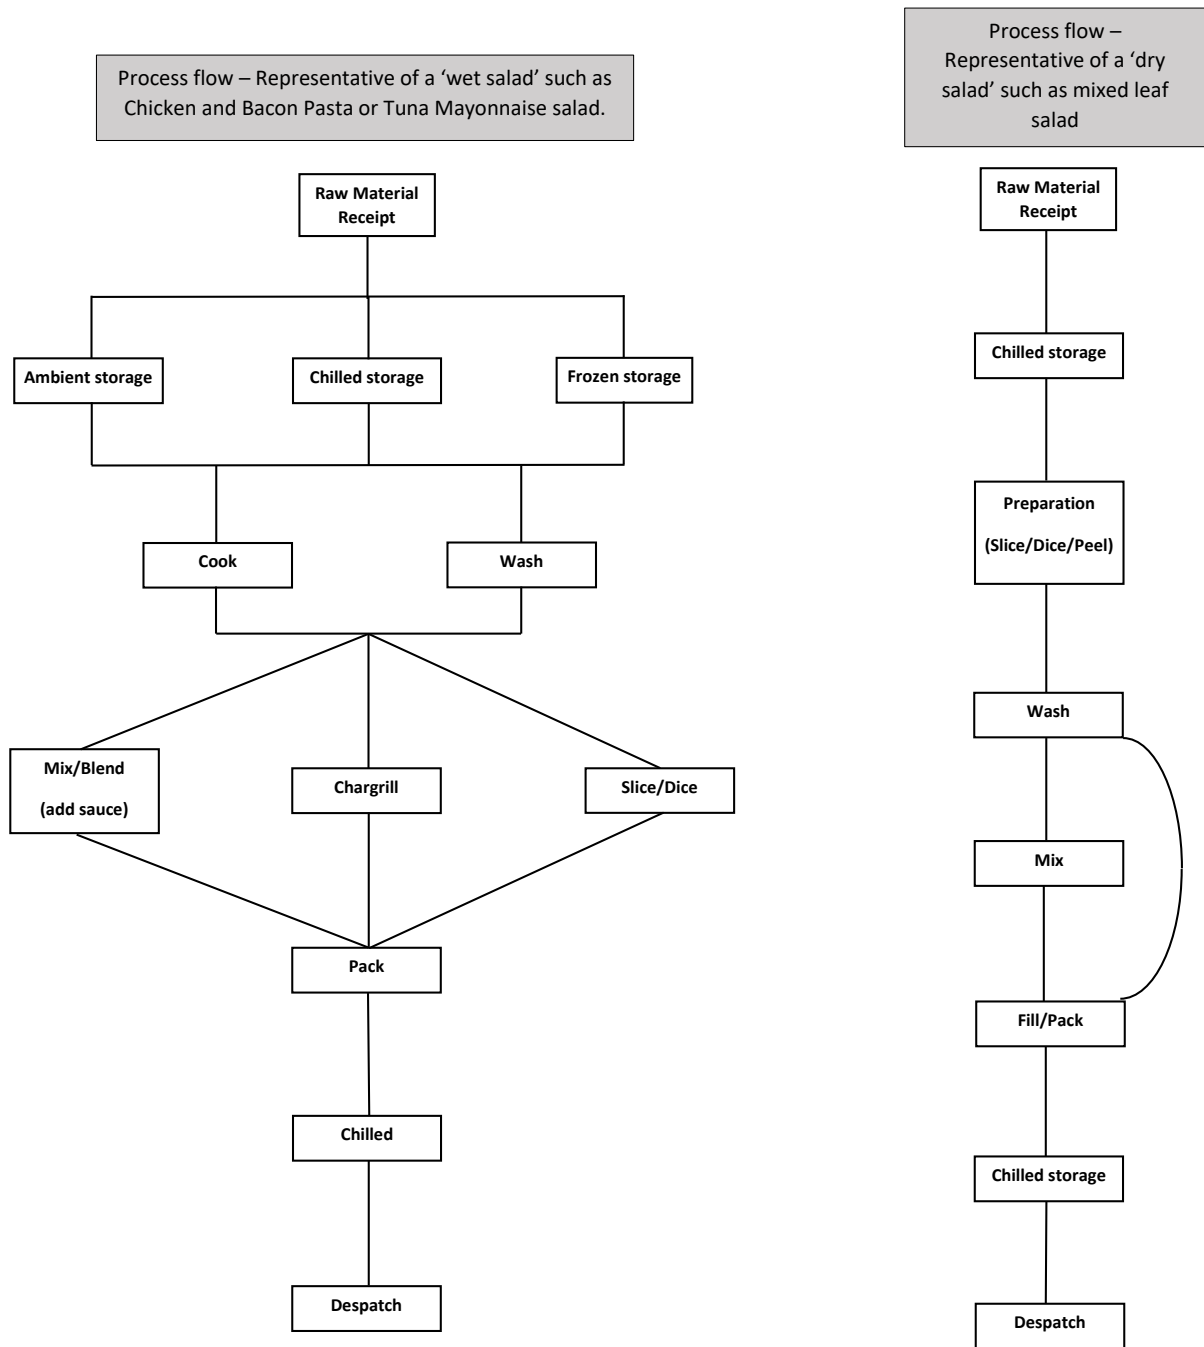 Process flow – Representative of a ‘wet salad’ such as
Chicken and Bacon Pasta or Tuna Mayonnaise salad.
Raw Material
Receipt
Ambient storage
Chilled storage
Frozen storage
Cook
Wash
Mix/Blend
(add sauce)
Chargrill
Slice/Dice
Pack
Chilled
Despatch
Process flow –
Representative of a ‘dry
salad’ such as mixed leaf
salad
Raw Material
Receipt
Chilled storage
Preparation
(Slice/Dice/Peel)
Wash
Mix
Fill/Pack
Chilled storage
Despatch